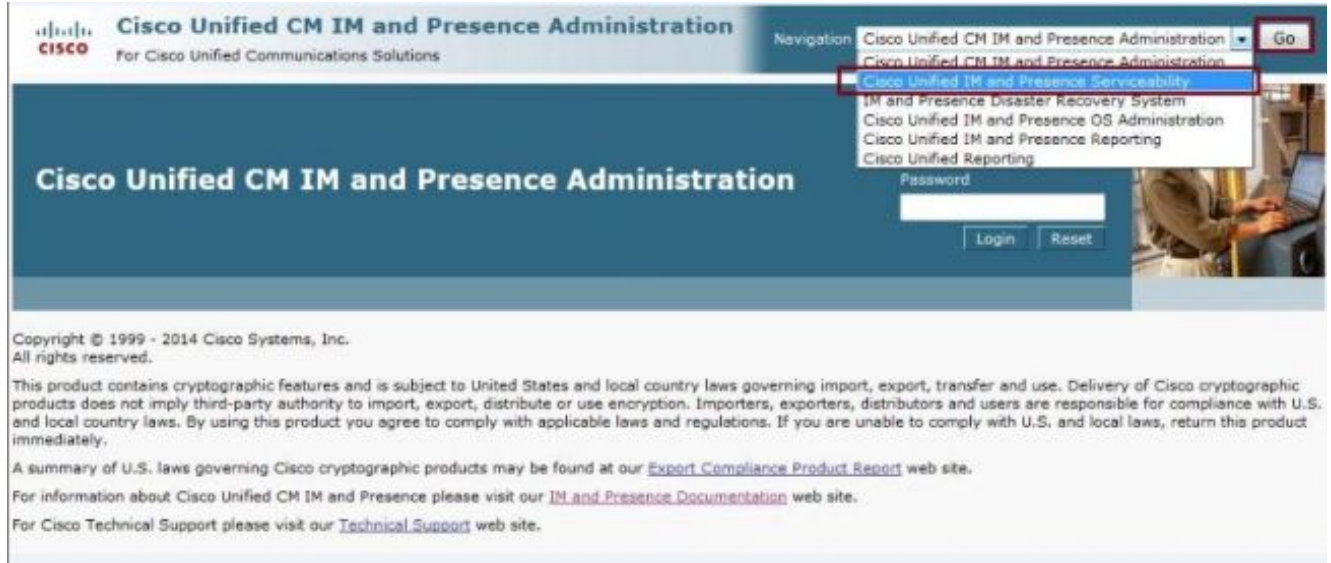 CISCO
Cisco Unified CM IM and Presence Administration
For Cisco Unified Communications Solutions
Navigation Cisco Unified CM IM and Presence Administration Go
Cisco Unified CM IM and Presence Administration
Cisco Unified IM and Presence Serviceability
IM and Presence Disaster Recovery System
Cisco Unified IM and Presence OS Administration
Cisco Unified IM and Presence Reporting
Cisco Unified Reporting
Cisco Unified CM IM and Presence Administration
Password
Login Reset
Copyright © 1999 - 2014 Cisco Systems, Inc.
All rights reserved.
This product contains cryptographic features and is subject to United States and local country laws governing import, export, transfer and use. Delivery of Cisco cryptographic
products does not imply third-party authority to import, export, distribute or use encryption. Importers, exporters, distributors and users are responsible for compliance with U.S.
and local country laws. By using this product you agree to comply with applicable laws and regulations. If you are unable to comply with U.S. and local laws, return this product
immediately.
A summary of U.S. laws governing Cisco cryptographic products may be found at our Export Compliance Product Report web site.
For information about Cisco Unified CM IM and Presence please visit our IM and Presence Documentation web site.
For Cisco Technical Support please visit our Technical Support web site.